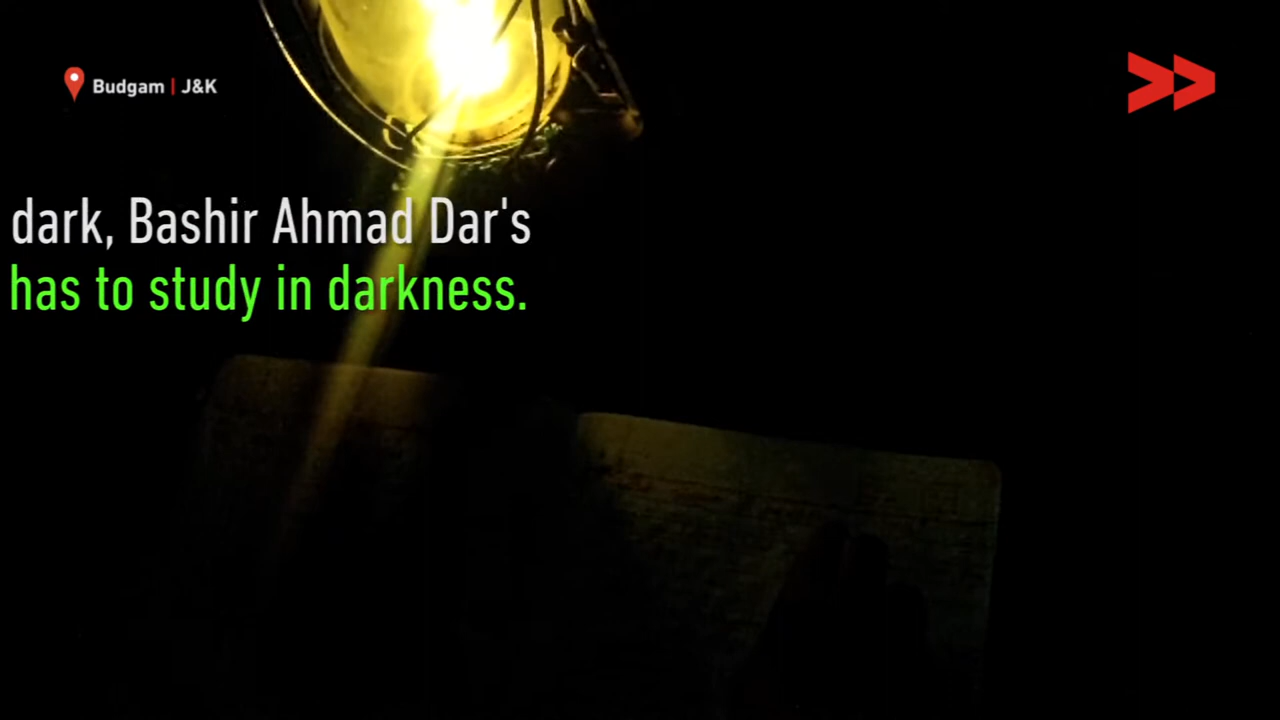 Budgam | J&K
dark, Bashir Ahmad Dar's
has to study in darkness.